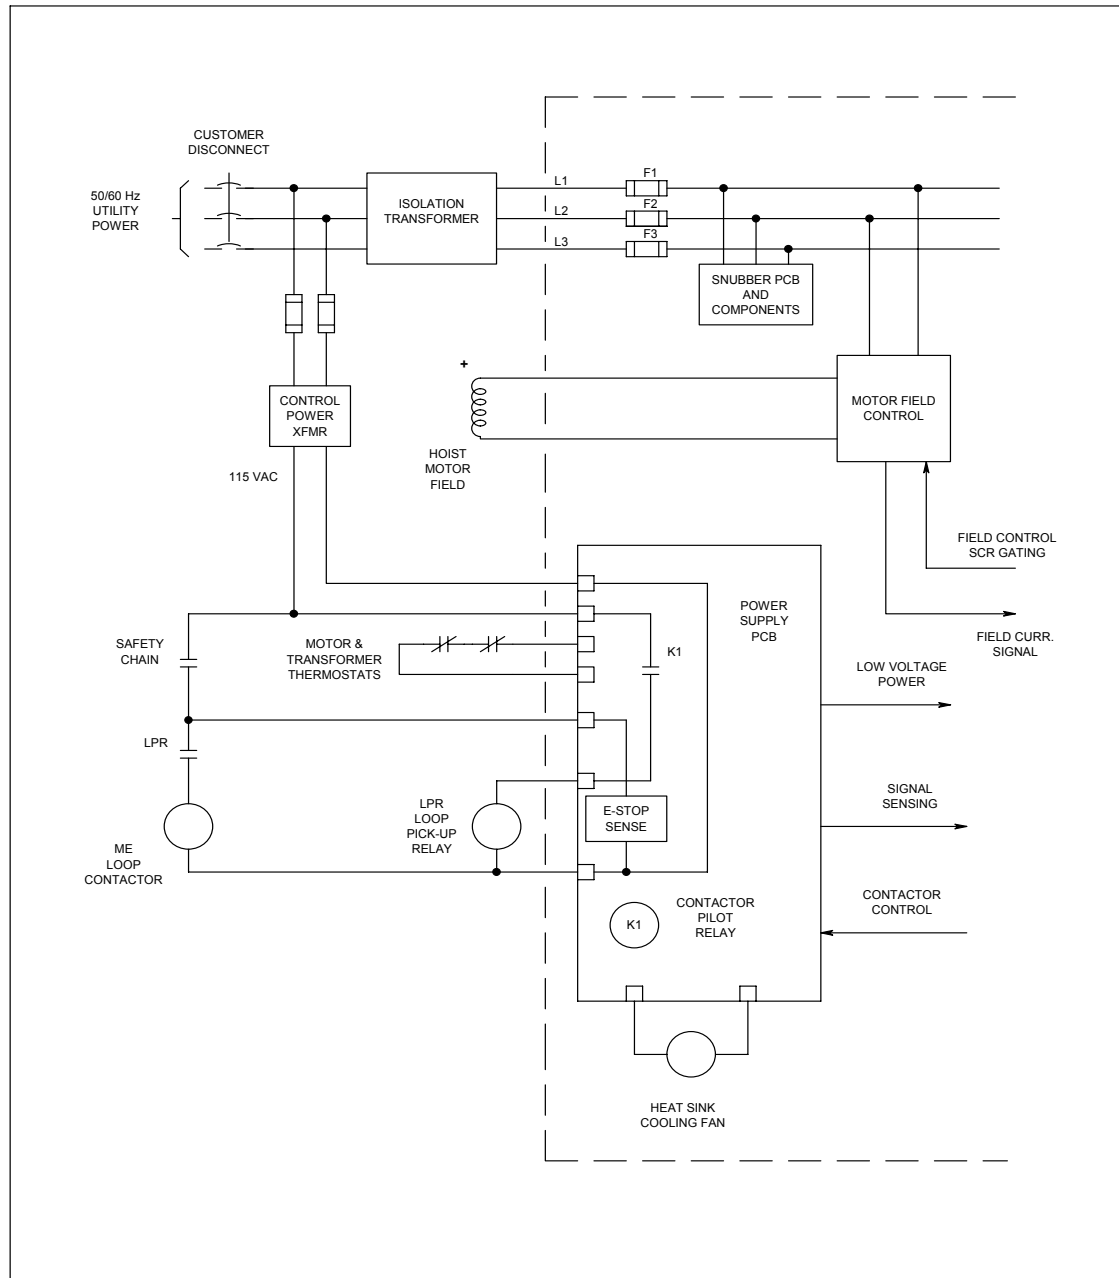 CUSTOMER
DISCONNECT
50/60 Hz
UTILITY
POWER
ISOLATION
TRANSFORMER
L1
F1
L2
F2
L3
F3
SNUBBER PCB
AND
COMPONENTS
+
CONTROL
POWER
XFMR
MOTOR FIELD
CONTROL
HOIST
MOTOR
FIELD
115 VAC
FIELD CONTROL
SCR GATING
POWER
SUPPLY
PCB
FIELD CURR.
SIGNAL
SAFETY
CHAIN
MOTOR &
TRANSFORMER
THERMOSTATS
K1
LOW VOLTAGE
POWER
LPR
LPR
LOOP
PICK-UP
RELAY
E-STOP
SENSE
SIGNAL
SENSING
ME
LOOP
CONTACTOR
K1
CONTACTOR
PILOT
RELAY
CONTACTOR
CONTROL
HEAT SINK
COOLING FAN